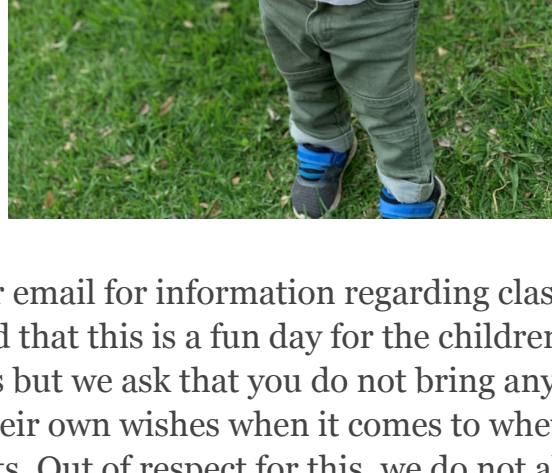 email for information regarding
that this is a fun day for the
but we ask that you do not bring any
own wishes when it comes to
Out of respect for this, we do not